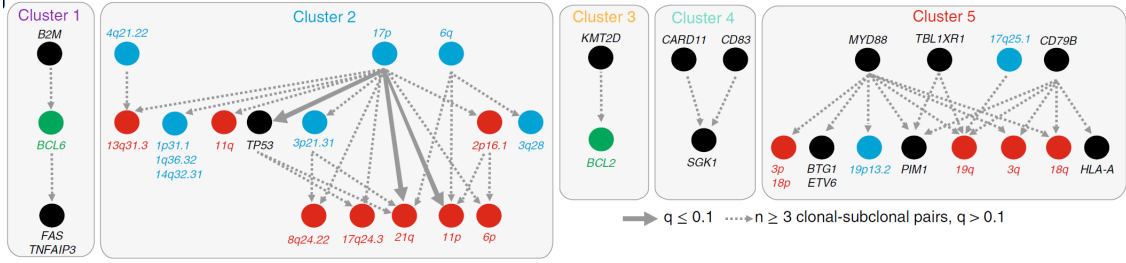 Cluster 1
B2M
BCL6
FAS
TNFAIP3
Cluster 2
4q21.22
17p
6q
13q31.3
1p31.1
1q36.32
14q32.31
11q
TP53
3p21.31
2p16.1
3q28
8q24.22
17q24.3
21q
11p
6p
Cluster 3
KMT2D
BCL2
Cluster 4
CARD11
CD83
SGK1
Cluster 5
MYD88
TBL1XR1
17q25.1
CD79B
3p
18p
BTG1
ETV6
19p13.2
PIM1
19q
3q
18q
HLA-A
q ≤ 0.1
n ≥ 3 clonal-subclonal pairs, q > 0.1